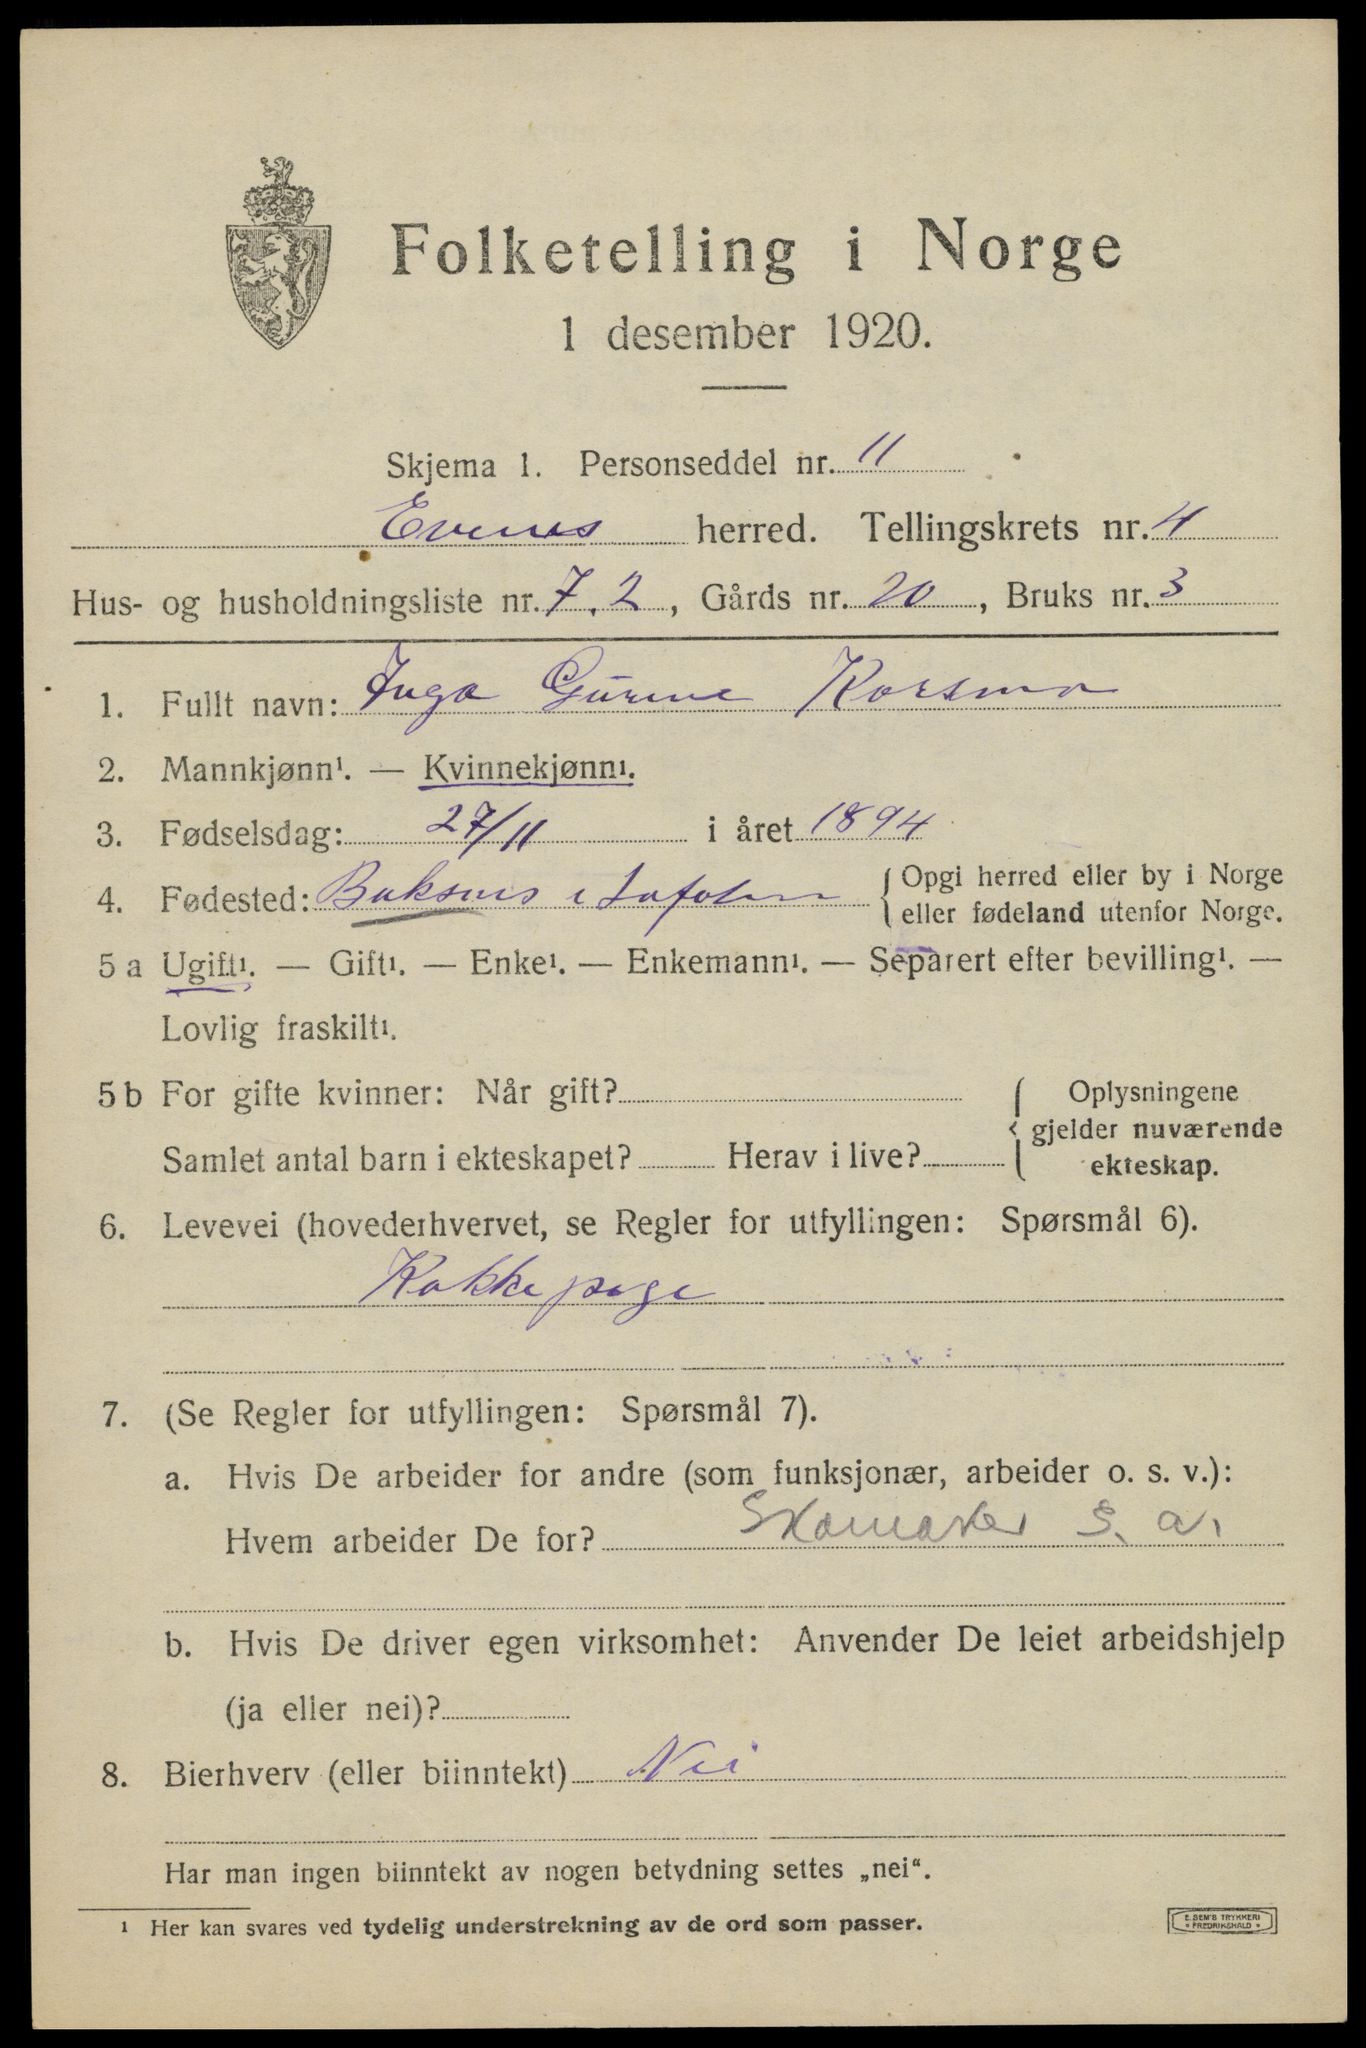 Folketelling i Norge
1 desember 1920.
Skjema 1. Personseddel nr. 11
Evenes herred. Tellingskrets nr. 4
Hus- og husholdningsliste nr. 7.2, Gårds nr. 20, Bruks nr. 3
1. Fullt navn: Inga Gurine Korsmo
2. Mannkjønn¹. — Kvinnekjønn¹.
3. Fødselsdag: 27/11 i året 1894
4. Fødested: Buksnes i Lofoten { Opgi herred eller by i Norge
eller fødeland utenfor Norge.
5 a Ugift¹. — Gift¹. — Enke¹. — Enkemann¹. — Separert efter bevilling¹. —
Lovlig fraskilt¹.
5 b For gifte kvinner: Når gift? { Oplysningene
gjelder nuværende
Samlet antal barn i ekteskapet? Herav i live?
ekteskap.
6. Levevei (hovederhvervet, se Regler for utfyllingen: Spørsmål 6).
Kokkepige
7. (Se Regler for utfyllingen: Spørsmål 7).
a. Hvis De arbeider for andre (som funksjonær, arbeider o. s. v.):
Hvem arbeider De for? Skomaker
b. Hvis De driver egen virksomhet: Anvender De leiet arbeidshjelp
(ja eller nei)?
8. Bierhverv (eller biinntekt) Nei
Har man ingen biinntekt av nogen betydning settes „nei“.
¹ Her kan svares ved tydelig understrekning av de ord som passer.
E. SEM'S TRYKKERI
* FREDRIKSHALD *